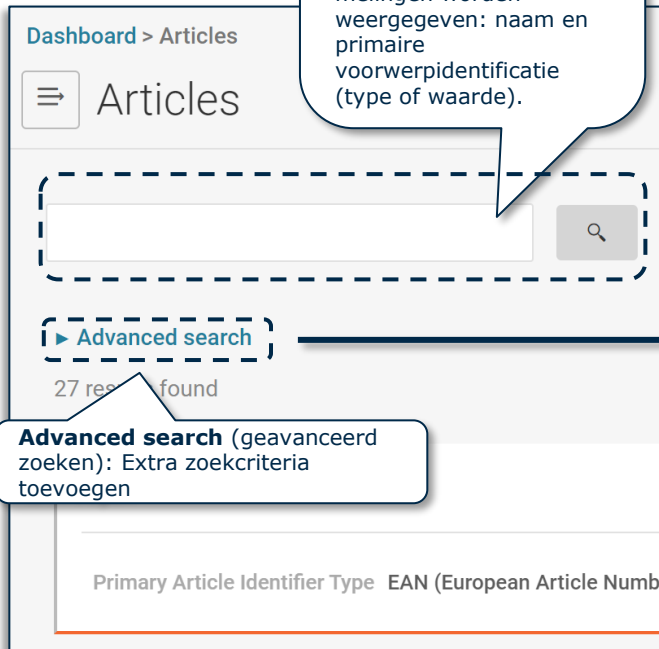 weergegeven: naam en
primaire
voorwerpidentificatie
(type of waarde).
Dashboard > Articles
Articles
► Advanced search
27 found
Advanced search (geavanceerd
zoeken): Extra zoekcriteria
toevoegen
Primary Article Identifier Type EAN (European Article Numb